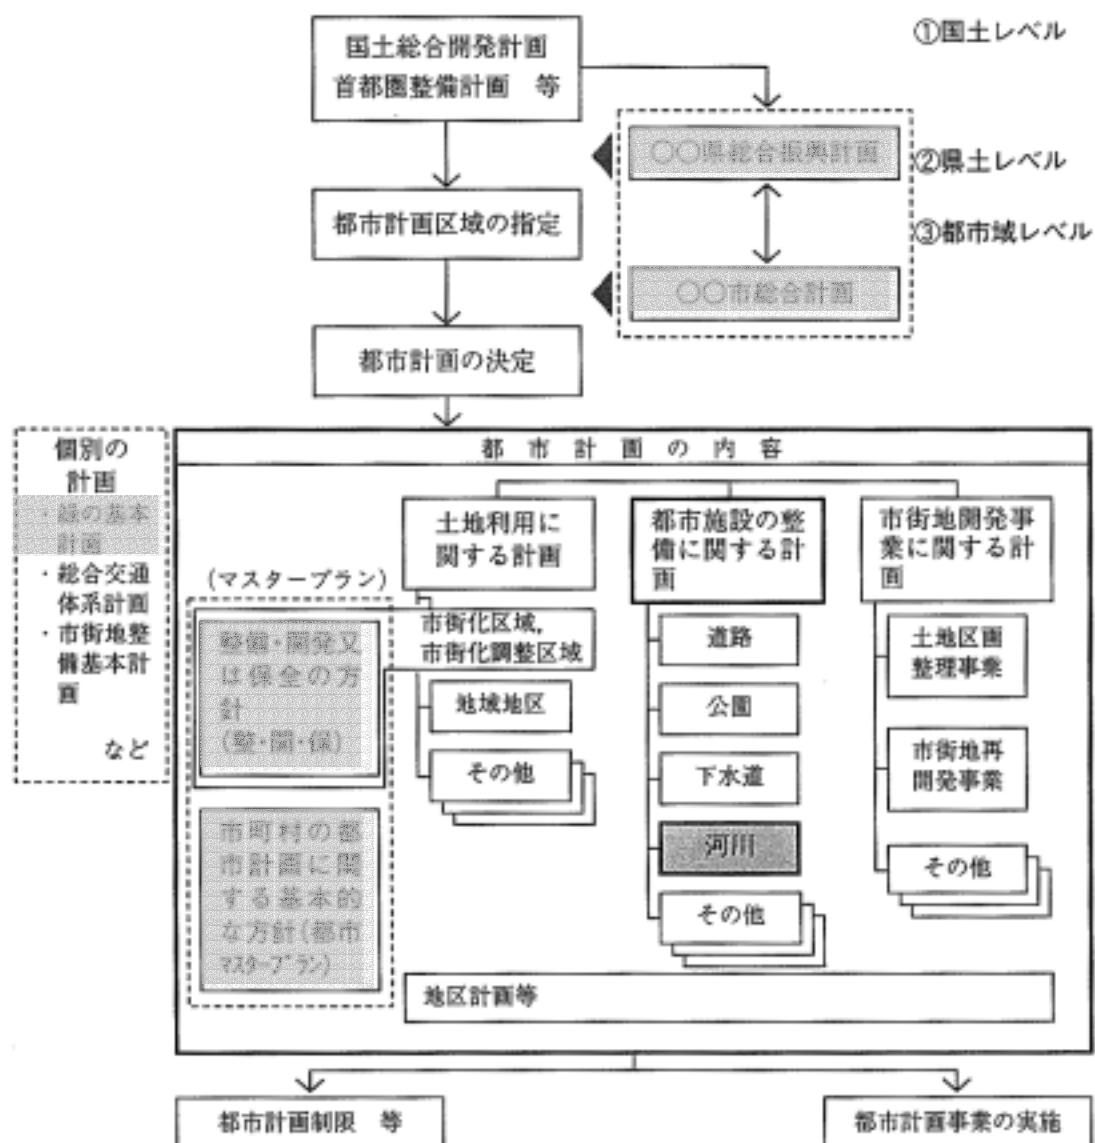 ①国土レベル
国土総合開発計画
首都圏整備計画 等
〇〇県総合振興計画
②県土レベル
都市計画区域の指定
③都市域レベル
〇〇市総合計画
都市計画の決定
個別の
計画
・緑の基本
計画
・総合交通
体系計画
・市街地整
備基本計
画
など
都市計画の内容
土地利用に
関する計画
都市施設の整
備に関する計
画
市街地開発事
業に関する計
画
(マスタープラン)
整備・開発又
は保全の方
針
(整・開・保)
市街化区域,
市街化調整区域
地域地区
その他
道路
公園
下水道
河川
その他
土地区画
整理事業
市街地再
開発事業
その他
市町村の都
市計画に関
する基本的
な方針(都市
マスタープラン)
地区計画等
都市計画制限 等
都市計画事業の実施